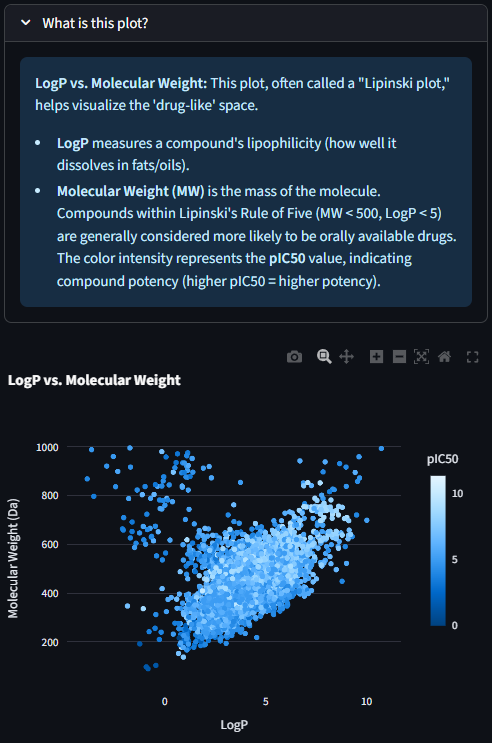 What is this plot?
LogP vs. Molecular Weight: This plot, often called a "Lipinski plot,"
helps visualize the 'drug-like' space.
• LogP measures a compound's lipophilicity (how well it
dissolves in fats/oils).
• Molecular Weight (MW) is the mass of the molecule.
Compounds within Lipinski's Rule of Five (MW < 500, LogP < 5)
are generally considered more likely to be orally available drugs.
The color intensity represents the pIC50 value, indicating
compound potency (higher pIC50 = higher potency).
LogP vs. Molecular Weight
pIC50
1000
800
600
400
200
Molecular Weight (Da)
10
5
0
0
5
10
LogP